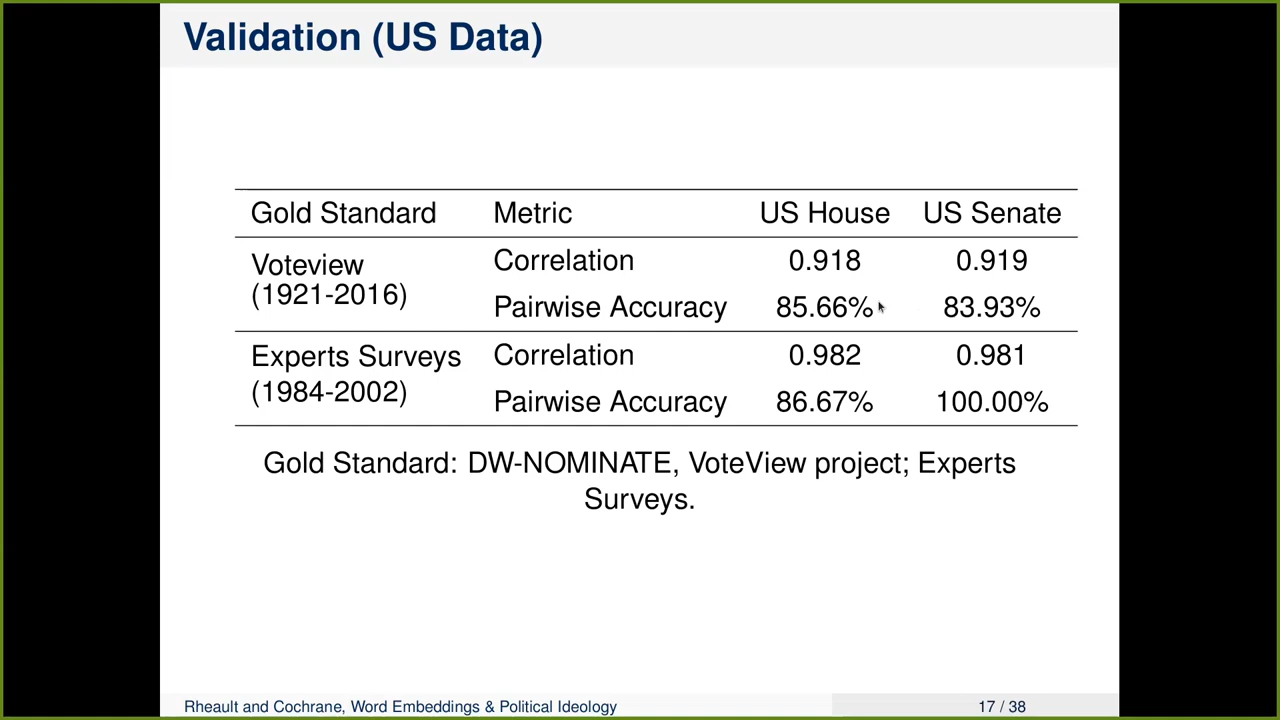 Validation (US Data)
Gold Standard Metric US House US Senate
Voteview (1921-2016) Correlation 0.918 0.919
Pairwise Accuracy 85.66% 83.93%
Experts Surveys (1984-2002) Correlation 0.982 0.981
Pairwise Accuracy 86.67% 100.00%
Gold Standard: DW-NOMINATE, VoteView project; Experts
Surveys.
Rheault and Cochrane, Word Embeddings & Political Ideology 17 / 38